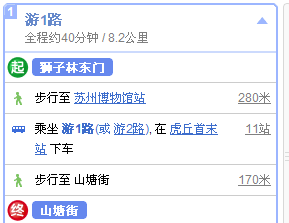 1
游1路
全程约40分钟 / 8.2公里
起 狮子林东门
步行至 苏州博物馆站 280米
乘坐 游1路(或 游2路), 在 虎丘首末 11站
站 下车
步行至 山塘街 170米
终 山塘街